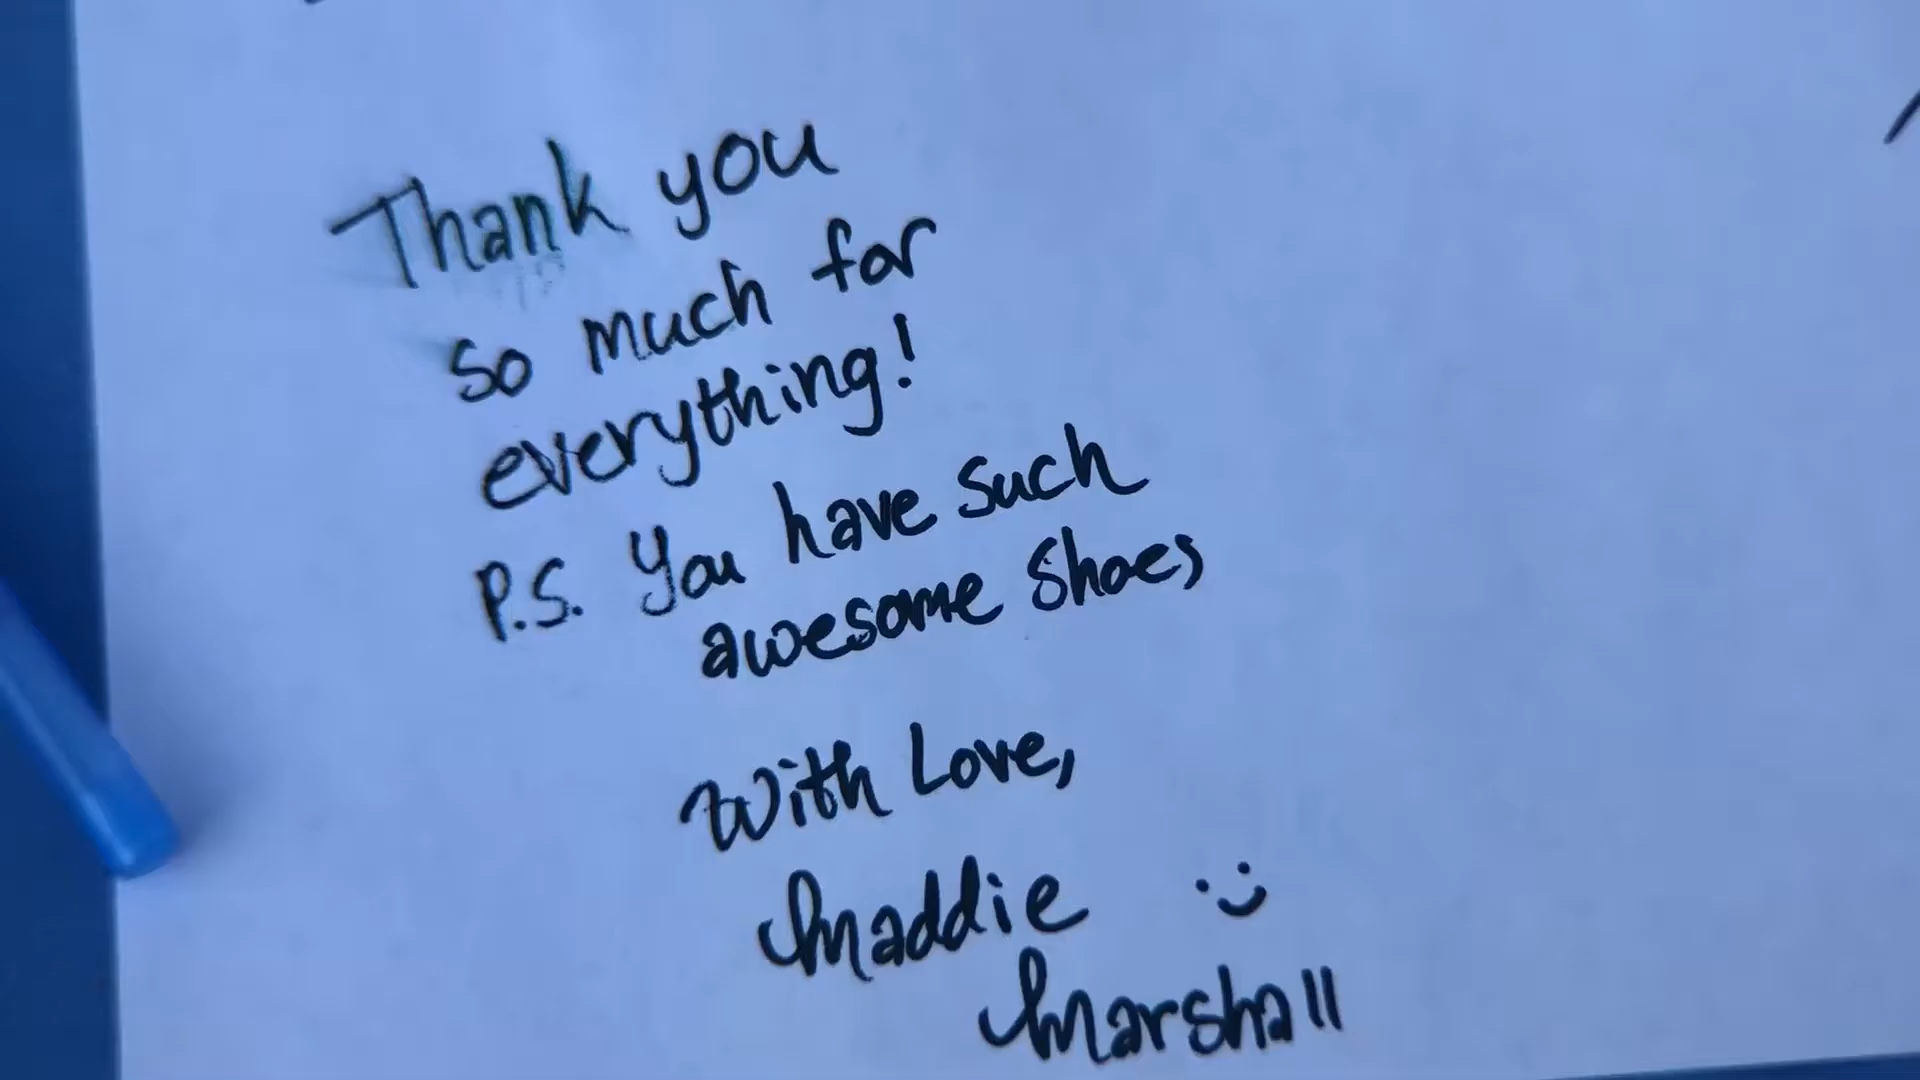 Thank you
so much for
everything!
P.S. You have such
awesome shoes
With Love,
Maddie :)
Marshall